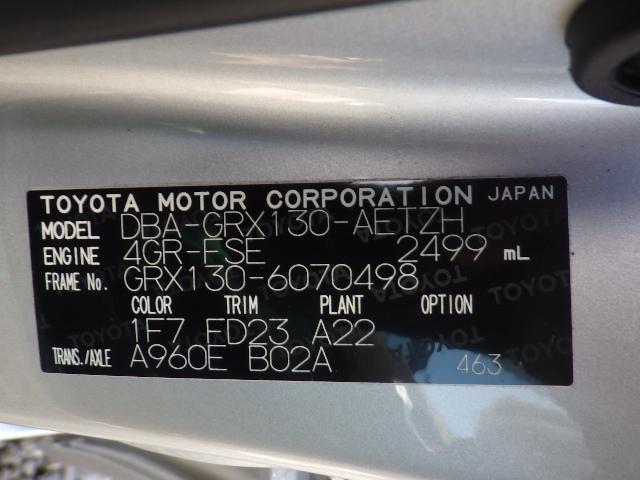 TOYOTA MOTOR CORPORATION JAPAN
MODEL DBA-GRX130-AETZH
ENGINE 4GR-FSE 2499 mL
FRAME No. GRX130-6070498
COLOR TRIM PLANT OPTION
1F7 FD23 A22
TRANS./AXLE A960E B02A 463